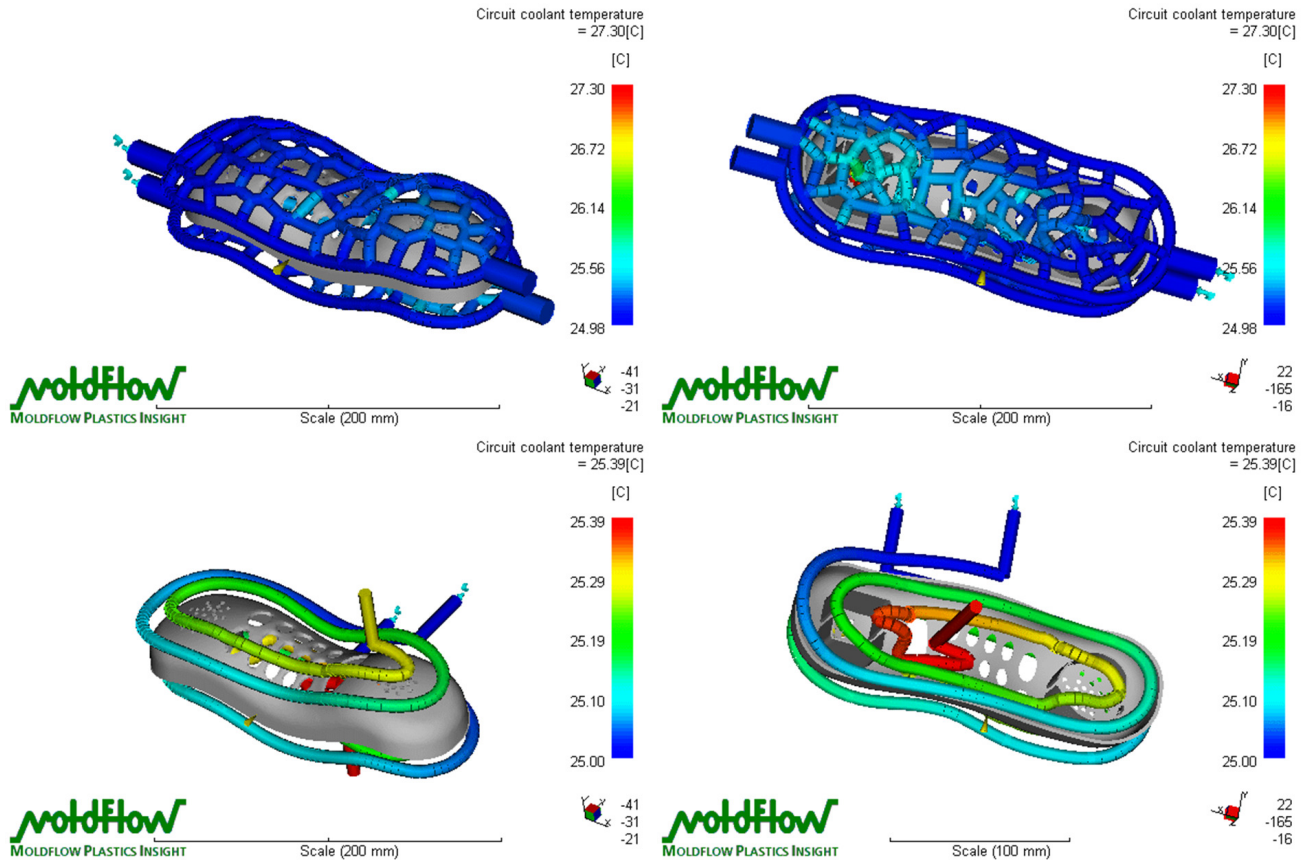 Circuit coolant temperature
= 27.30[C]
[C]
27.30
26.72
26.14
25.56
24.98
moldflow
MOLDFLOW PLASTICS INSIGHT
Scale (200 mm)
Y
Y
X
-41
-31
-21
Circuit coolant temperature
= 27.30[C]
[C]
27.30
26.72
26.14
25.56
24.98
moldflow
MOLDFLOW PLASTICS INSIGHT
Scale (200 mm)
Y
X
Z
22
-165
-16
Circuit coolant temperature
= 25.39[C]
[C]
25.39
25.29
25.19
25.10
25.00
moldflow
MOLDFLOW PLASTICS INSIGHT
Scale (200 mm)
Y
Y
X
-41
-31
-21
Circuit coolant temperature
= 25.39[C]
[C]
25.39
25.29
25.19
25.10
25.00
moldflow
MOLDFLOW PLASTICS INSIGHT
Scale (100 mm)
Y
X
Z
22
-165
-16